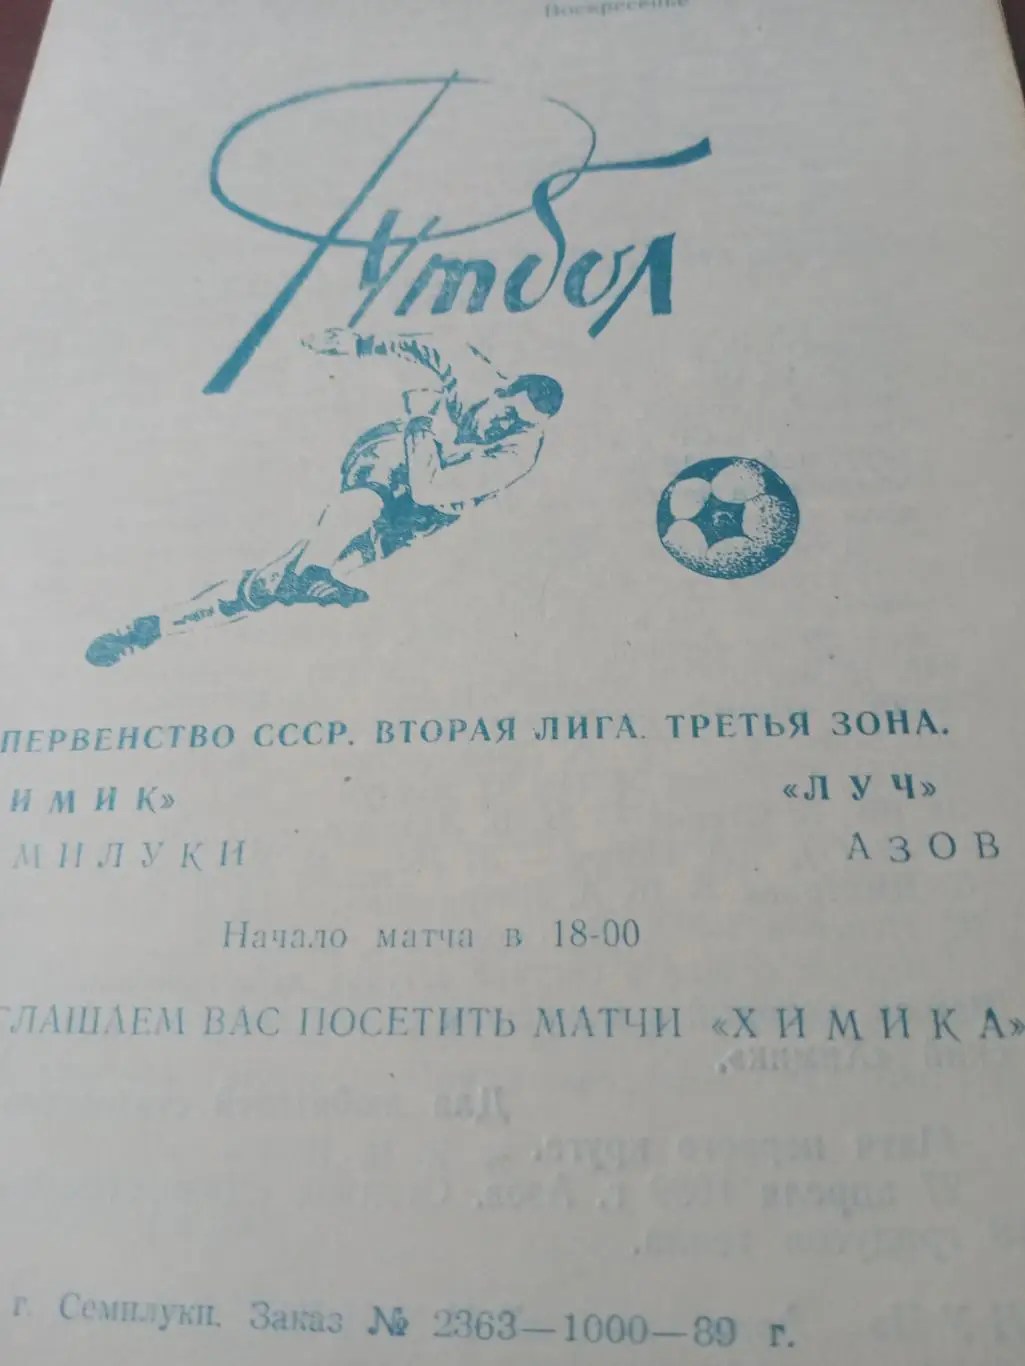 Воскресенье
Футбол
ПЕРВЕНСТВО СССР. ВТОРАЯ ЛИГА. ТРЕТЬЯ ЗОНА.
ИМИК» «ЛУЧ»
МИЛУКИ АЗОВ
Начало матча в 18-00
ГЛАШАЕМ ВАС ПОСЕТИТЬ МАТЧИ «ХИМИКА»
г. Семилуки. Заказ № 2363—1000—89 г.